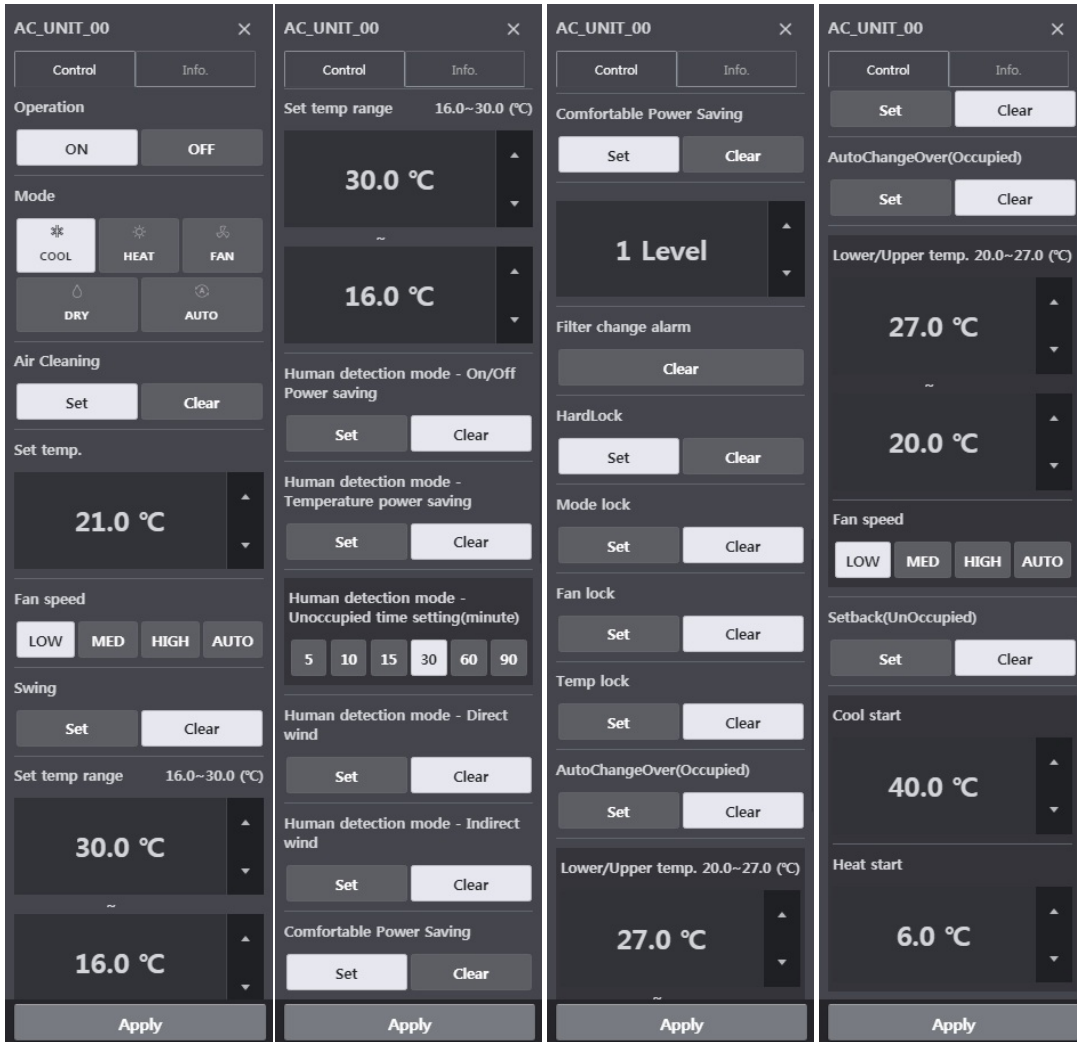 AC_UNIT_00 ×
Control Info.
Operation
ON OFF
Mode
COOL HEAT FAN
DRY AUTO
Air Cleaning
Set Clear
Set temp.
21.0 ℃
Fan speed
LOW MED HIGH AUTO
Swing
Set Clear
Set temp range 16.0~30.0 (℃)
30.0 ℃
~
16.0 ℃
Apply
AC_UNIT_00 ×
Control Info.
Set temp range 16.0~30.0 (℃)
30.0 ℃
~
16.0 ℃
Human detection mode - On/Off
Power saving
Set Clear
Human detection mode -
Temperature power saving
Set Clear
Human detection mode -
Unoccupied time setting(minute)
5 10 15 30 60 90
Human detection mode - Direct
wind
Set Clear
Human detection mode - Indirect
wind
Set Clear
Comfortable Power Saving
Set Clear
Apply
AC_UNIT_00 ×
Control Info.
Comfortable Power Saving
Set Clear
1 Level
Filter change alarm
Clear
HardLock
Set Clear
Mode lock
Set Clear
Fan lock
Set Clear
Temp lock
Set Clear
AutoChangeOver(Occupied)
Set Clear
Lower/Upper temp. 20.0~27.0 (℃)
27.0 ℃
~
Apply
AC_UNIT_00 ×
Control Info.
Set Clear
AutoChangeOver(Occupied)
Set Clear
Lower/Upper temp. 20.0~27.0 (℃)
27.0 ℃
~
20.0 ℃
Fan speed
LOW MED HIGH AUTO
Setback(UnOccupied)
Set Clear
Cool start
40.0 ℃
Heat start
6.0 ℃
Apply